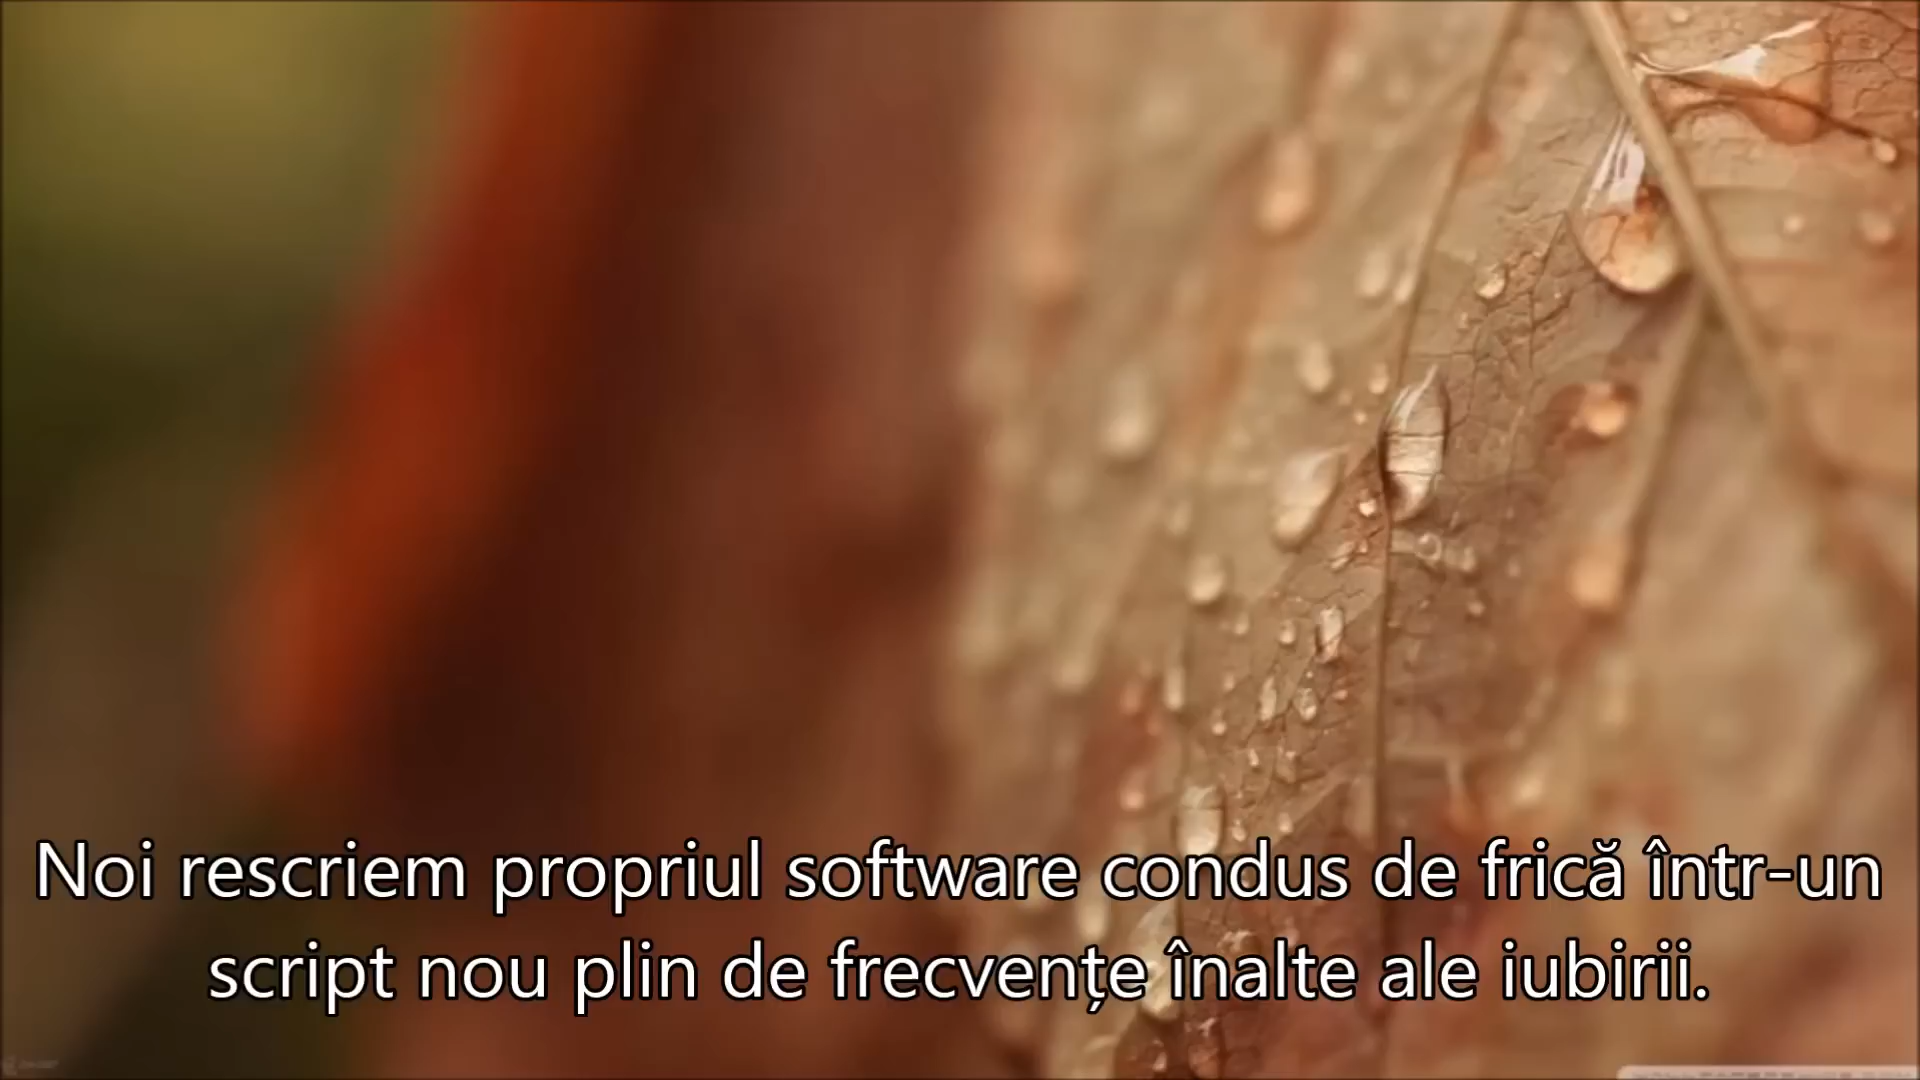 Noi rescriem propriul software condus de frică într-un
script nou plin de frecvențe înalte ale iubirii.